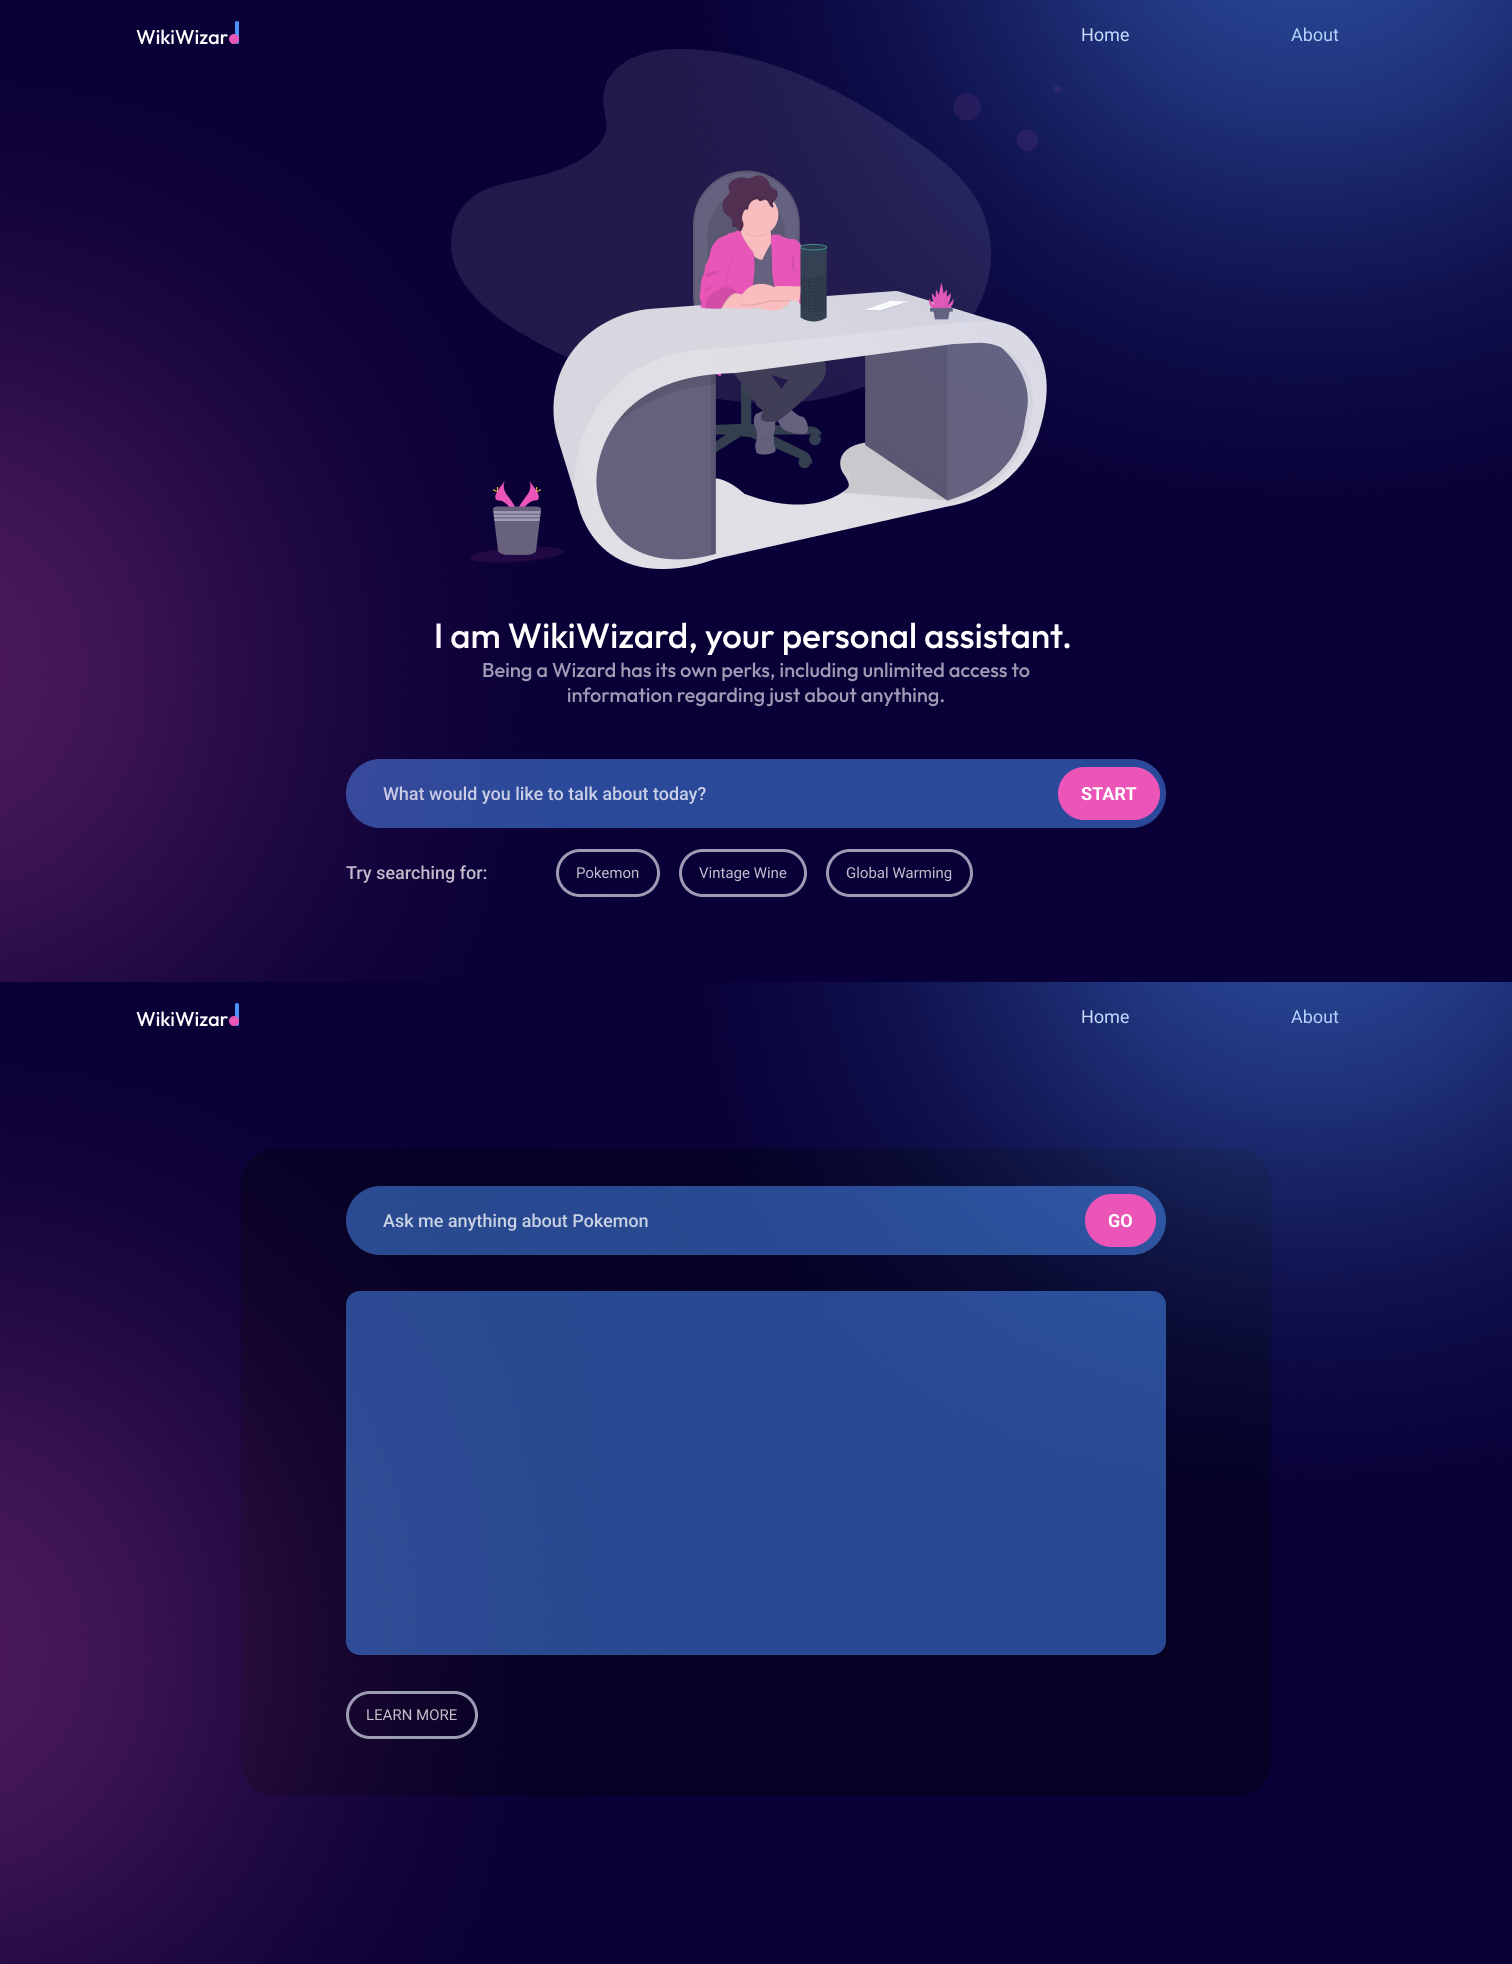 WikiWizard
Home
About
I am WikiWizard, your personal assistant.
Being a Wizard has its own perks, including unlimited access to
information regarding just about anything.
What would you like to talk about today?
START
Try searching for:
Pokemon
Vintage Wine
Global Warming
WikiWizard
Home
About
Ask me anything about Pokemon
GO
LEARN MORE